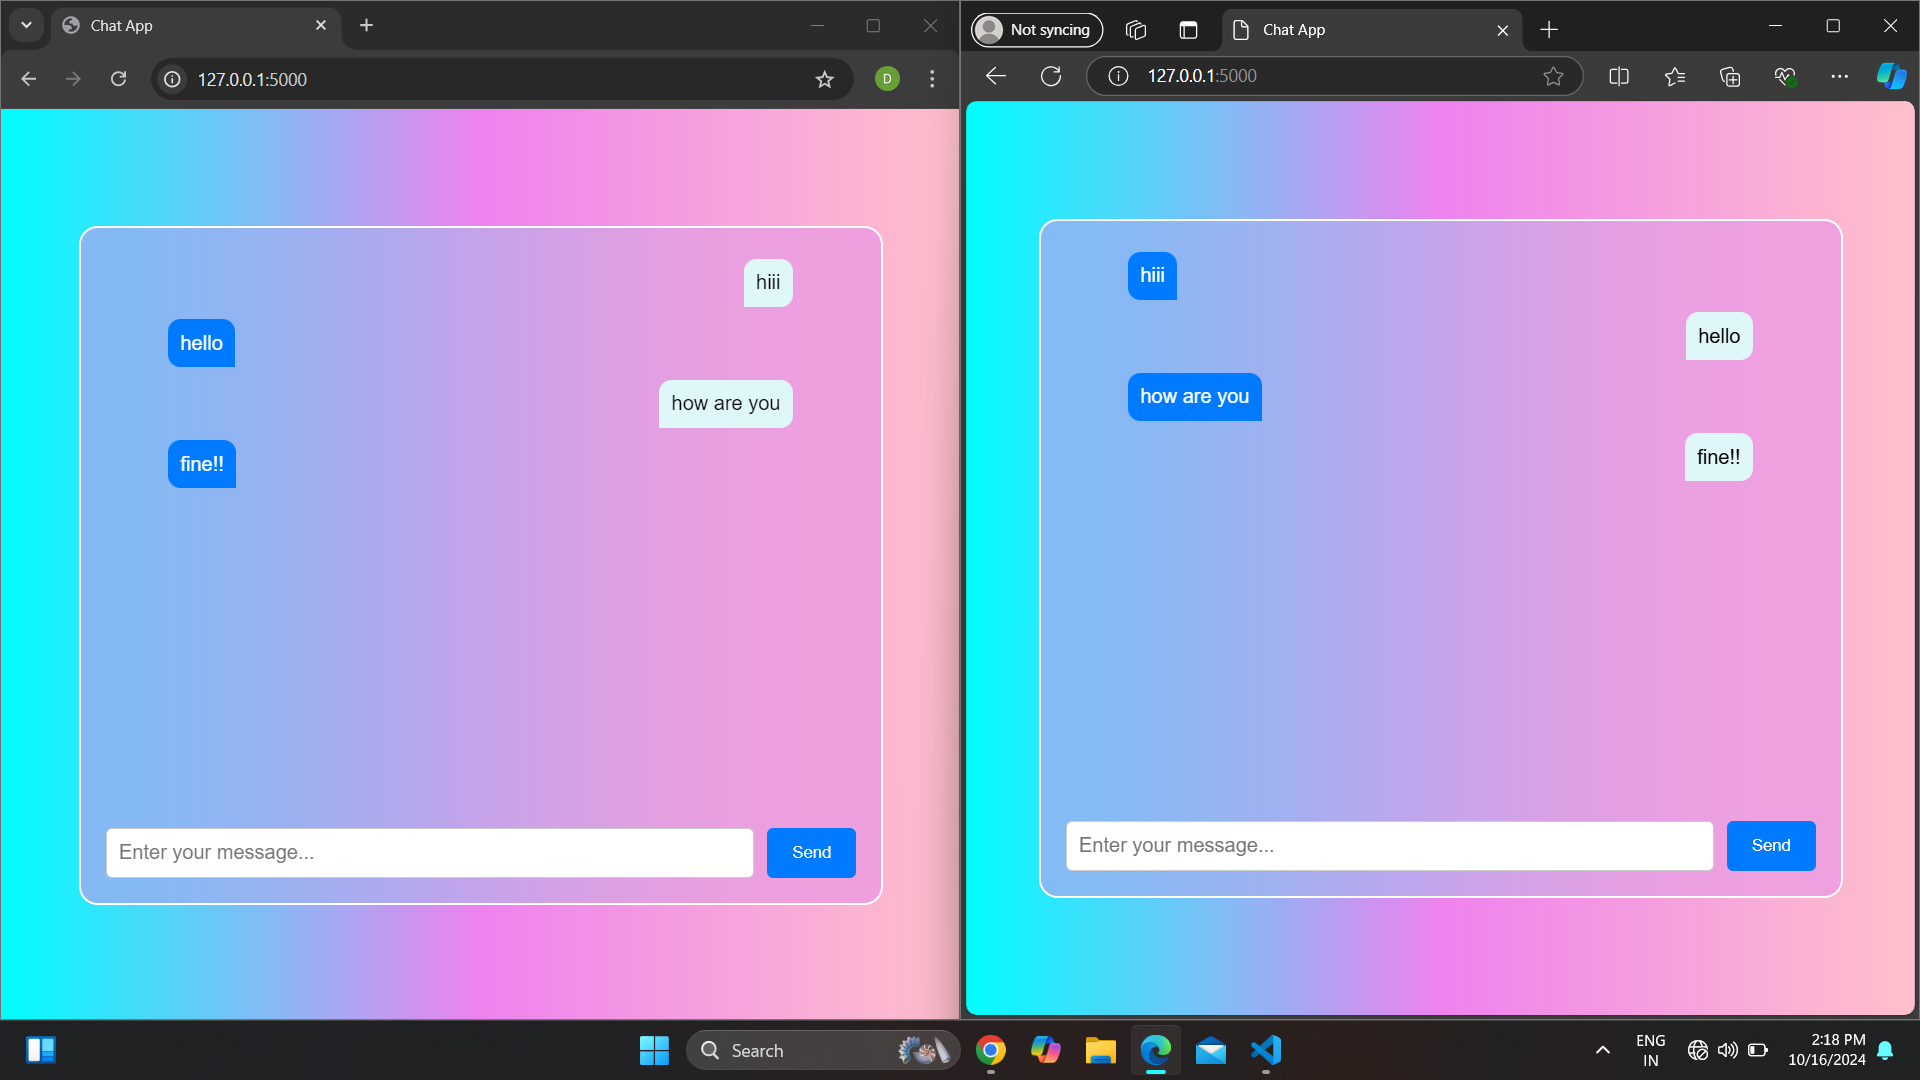 Chat App
127.0.0.1:5000
D
hiii
hello
how are you
fine!!
Enter your message...
Send
Not syncing
Chat App
127.0.0.1:5000
hiii
hello
how are you
fine!!
Enter your message...
Send
Search
ENG
IN
2:18 PM
10/16/2024